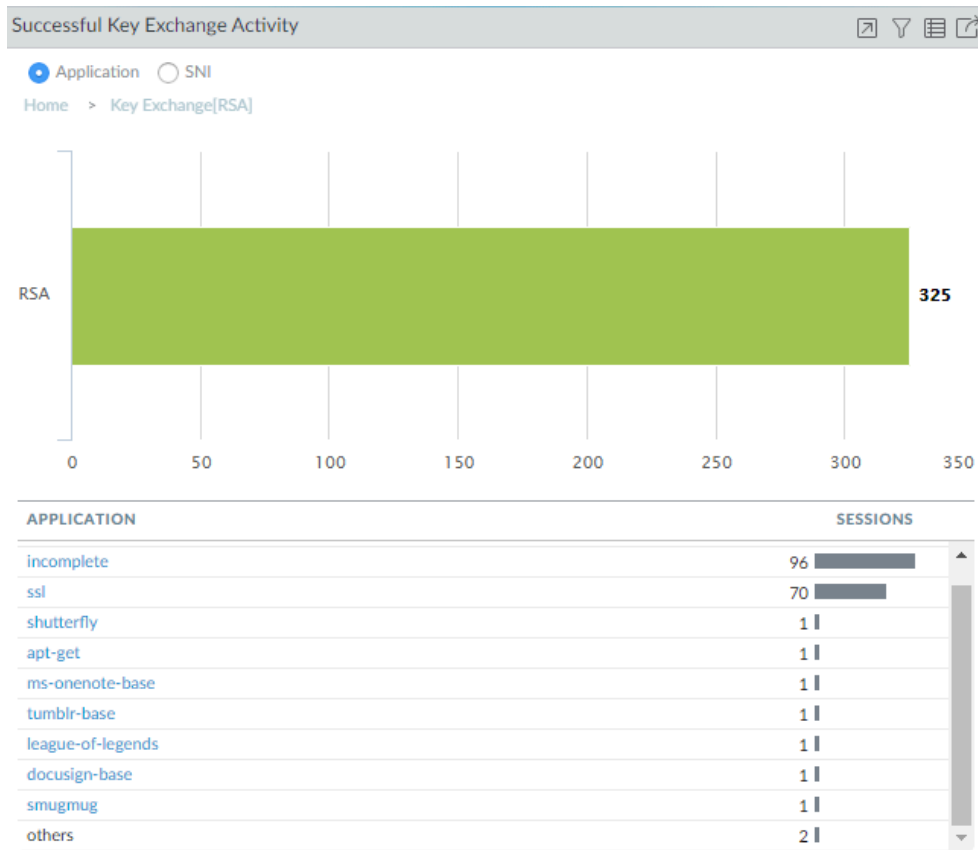 Successful Key Exchange Activity
Application SNI
Home > Key Exchange[RSA]
RSA 325
0 50 100 150 200 250 300 350
APPLICATION SESSIONS
incomplete 96
ssl 70
shutterfly 1
apt-get 1
ms-onenote-base 1
tumblr-base 1
league-of-legends 1
docusign-base 1
smugmug 1
others 2